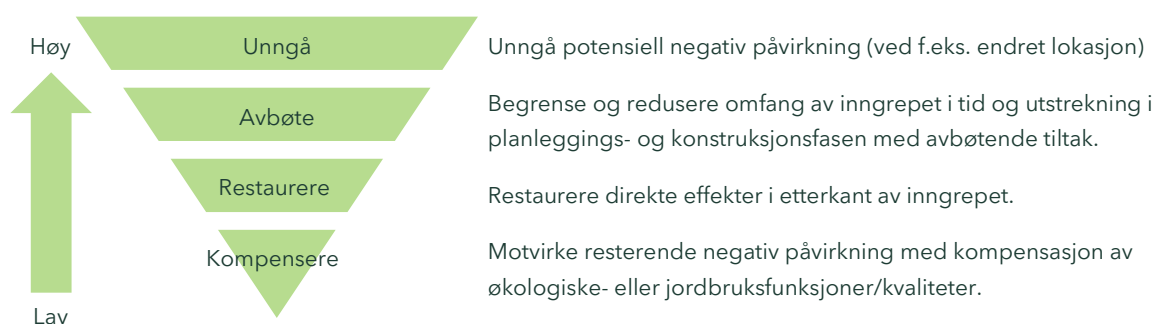 Høy
Unngå
Unngå potensiell negativ påvirkning (ved f.eks. endret lokasjon)
Avbøte
Begrense og redusere omfang av inngrepet i tid og utstrekning i
planleggings- og konstruksjonsfasen med avbøtende tiltak.
Restaurere
Restaurere direkte effekter i etterkant av inngrepet.
Kompensere
Motvirke resterende negativ påvirkning med kompensasjon av
økologiske- eller jordbruksfunksjoner/kvaliteter.
Lav